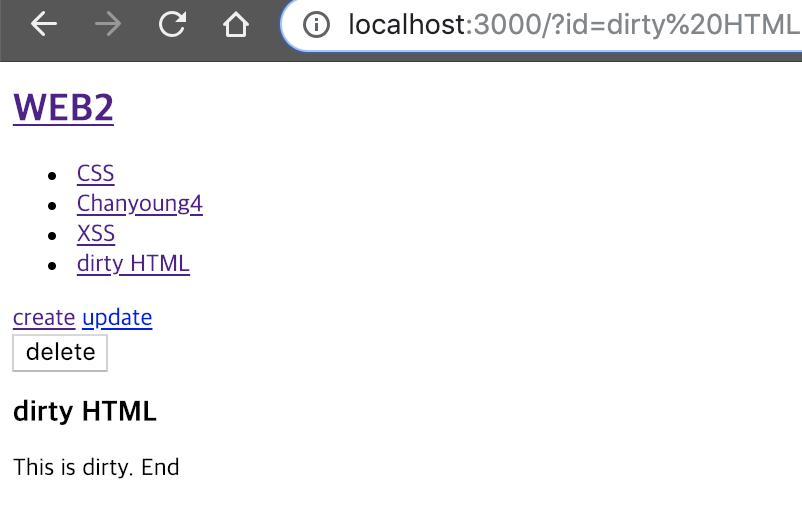 localhost:3000/?id=dirty%20HTML
WEB2
CSS
Chanyoung4
XSS
dirty HTML
create update
delete
dirty HTML
This is dirty. End